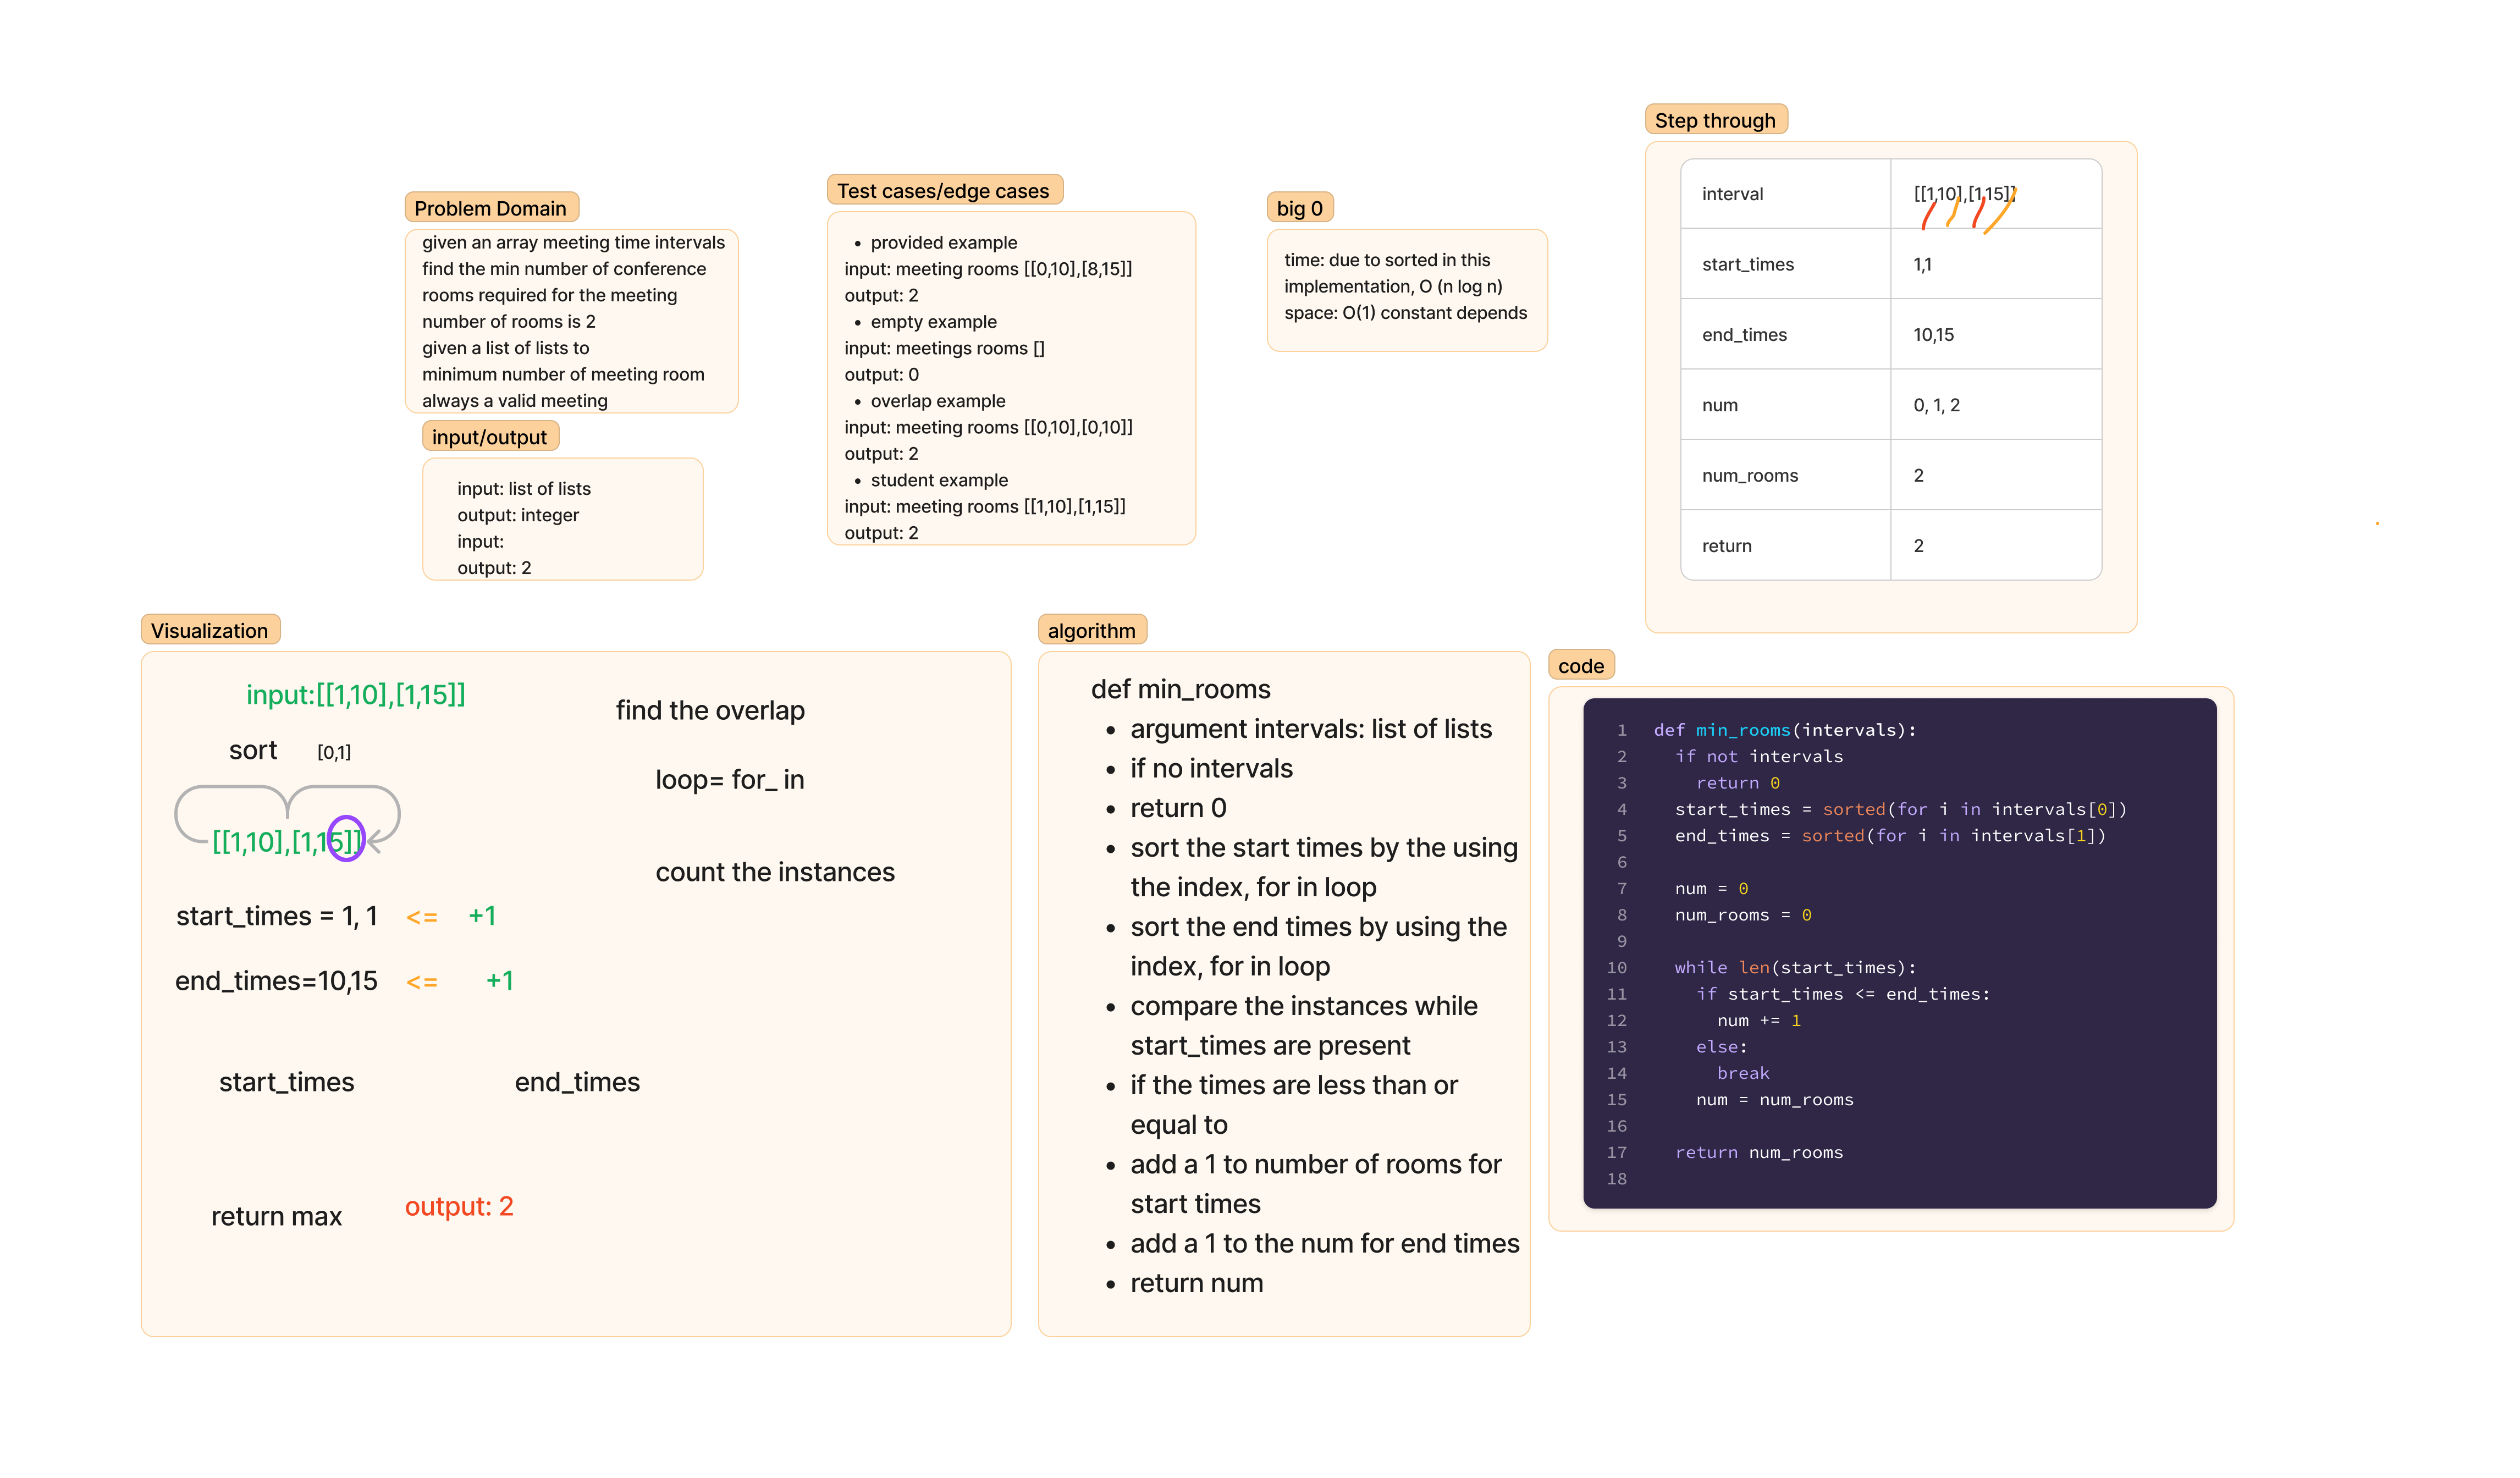 Problem Domain
given an array meeting time intervals
find the min number of conference
rooms required for the meeting
number of rooms is 2
given a list of lists to
minimum number of meeting room
always a valid meeting
input/output
input: list of lists
output: integer
input:
output: 2
Test cases/edge cases
• provided example
input: meeting rooms [[0,10],[8,15]]
output: 2
• empty example
input: meetings rooms []
output: 0
• overlap example
input: meeting rooms [[0,10],[0,10]]
output: 2
• student example
input: meeting rooms [[1,10],[1,15]]
output: 2
big 0
time: due to sorted in this
implementation, O (n log n)
space: O(1) constant depends
Step through
interval [[1,10],[1,15]]
start_times 1,1
end_times 10,15
num 0, 1, 2
num_rooms 2
return 2
Visualization
input:[[1,10],[1,15]]
find the overlap
sort [0,1]
loop= for_ in
[[1,10],[1,15]]
count the instances
start_times = 1, 1 <= +1
end_times=10,15 <= +1
start_times end_times
return max output: 2
algorithm
def min_rooms
• argument intervals: list of lists
• if no intervals
• return 0
• sort the start times by the using
the index, for in loop
• sort the end times by using the
index, for in loop
• compare the instances while
start_times are present
• if the times are less than or
equal to
• add a 1 to number of rooms for
start times
• add a 1 to the num for end times
• return num
code
1 def min_rooms(intervals):
2 if not intervals
3 return 0
4 start_times = sorted(for i in intervals[0])
5 end_times = sorted(for i in intervals[1])
6
7 num = 0
8 num_rooms = 0
9
10 while len(start_times):
11 if start_times <= end_times:
12 num += 1
13 else:
14 break
15 num = num_rooms
16
17 return num_rooms
18